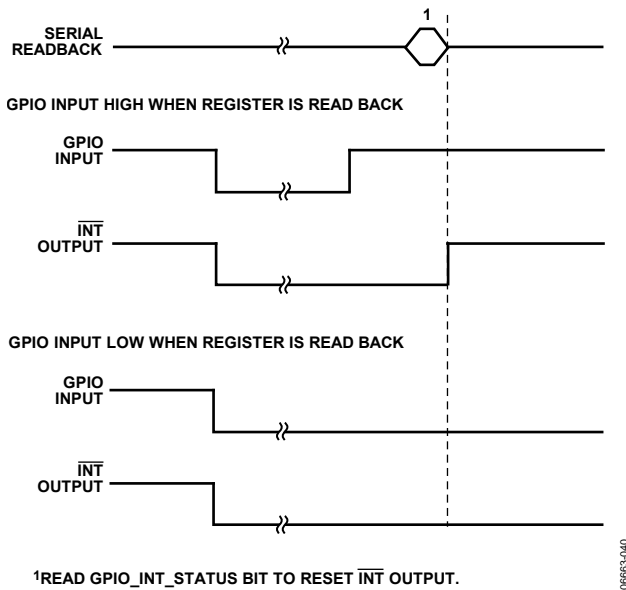 1
SERIAL
READBACK
GPIO INPUT HIGH WHEN REGISTER IS READ BACK
GPIO
INPUT
INT
OUTPUT
GPIO INPUT LOW WHEN REGISTER IS READ BACK
GPIO
INPUT
INT
OUTPUT
1READ GPIO_INT_STATUS BIT TO RESET INT OUTPUT.
06663-040